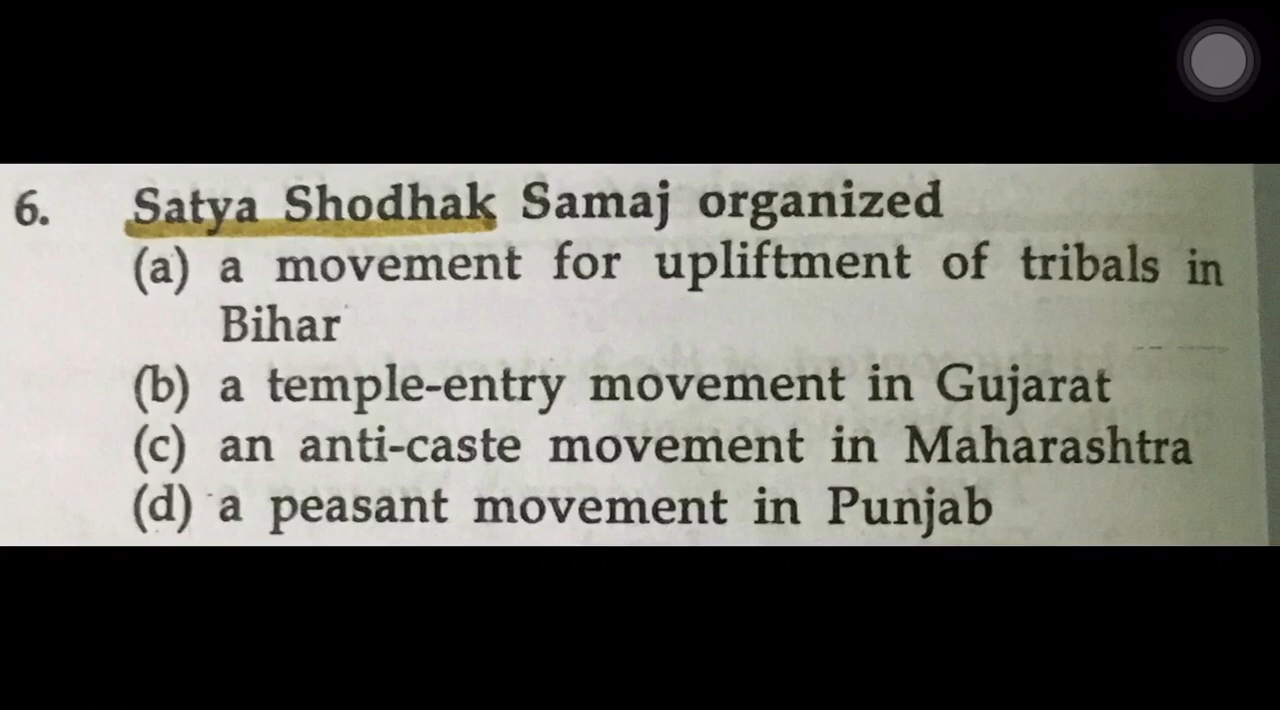 6. Satya Shodhak Samaj organized
(a) a movement for upliftment of tribals in
Bihar
(b) a temple-entry movement in Gujarat
(c) an anti-caste movement in Maharashtra
(d) a peasant movement in Punjab